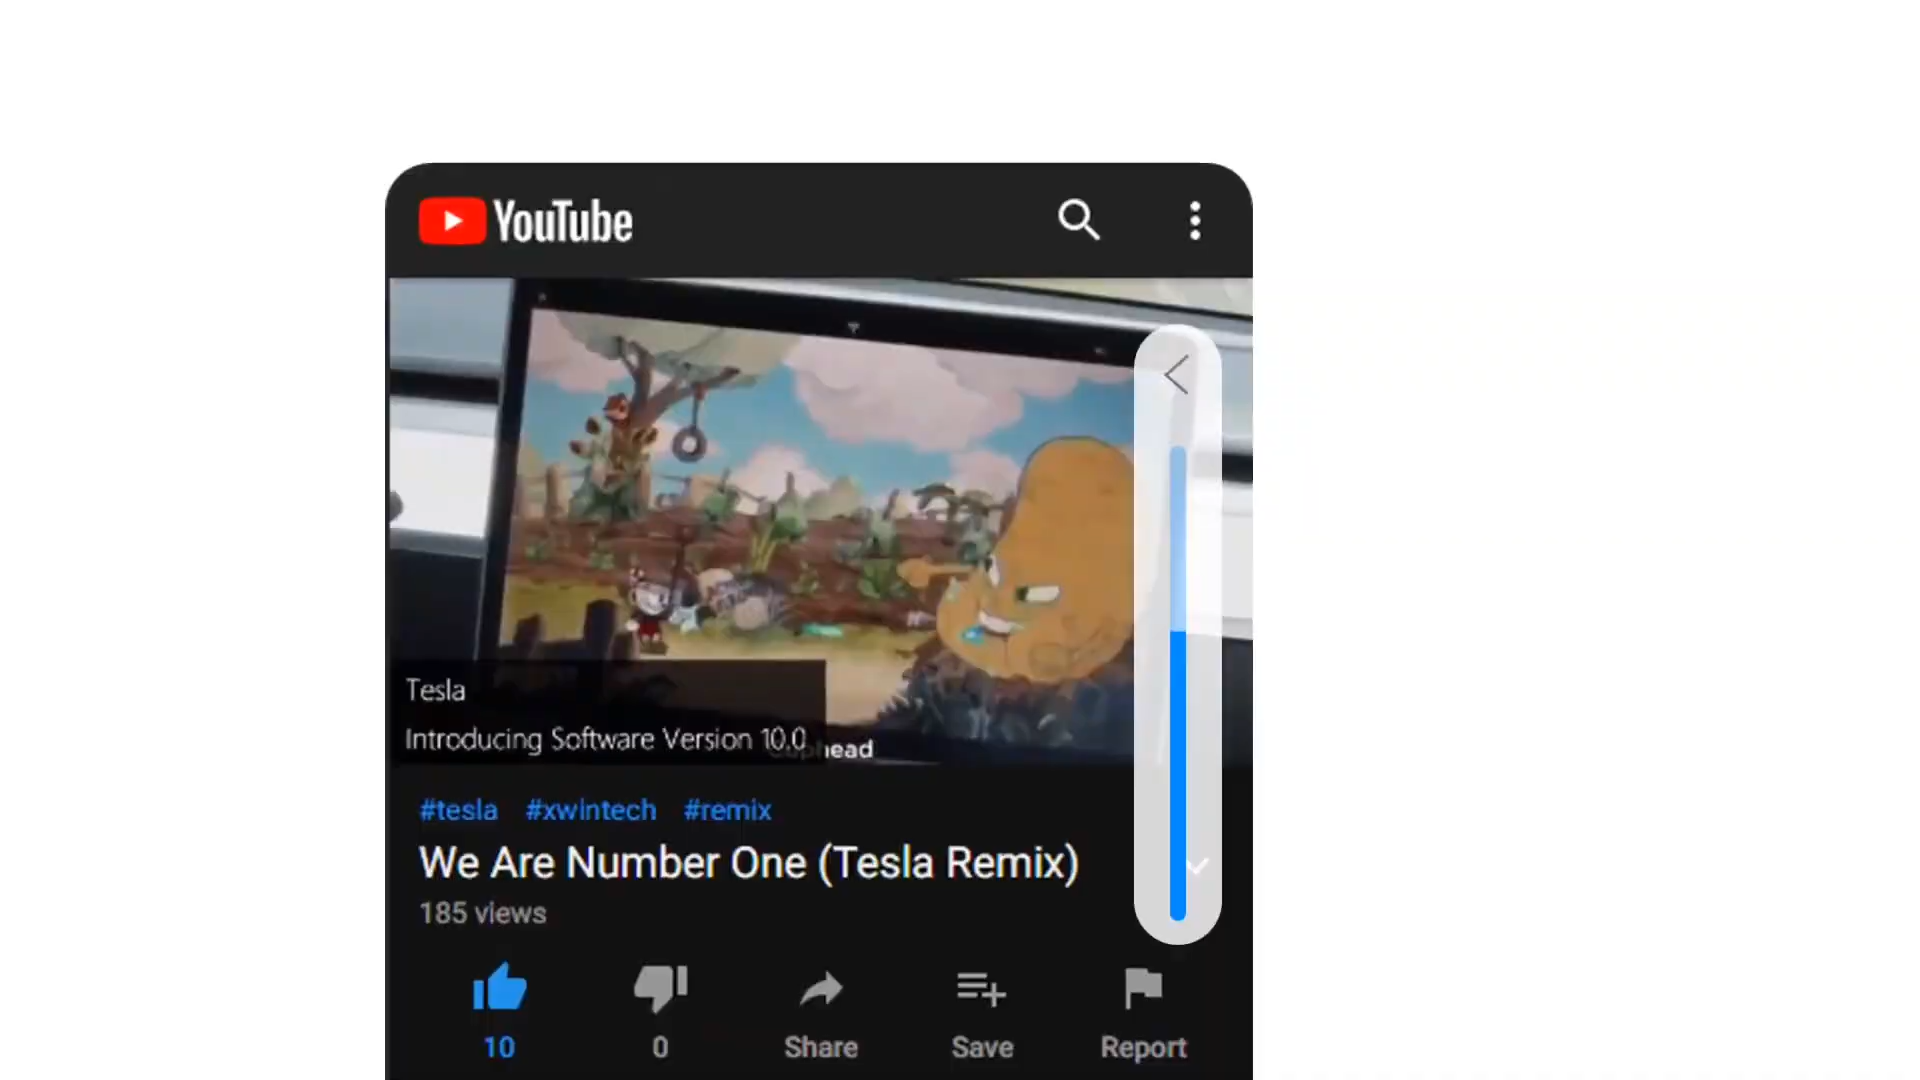 YouTube
Tesla
Introducing Software Version 10.0
head
#tesla #xwintech #remix
We Are Number One (Tesla Remix)
185 views
10 0 Share Save Report